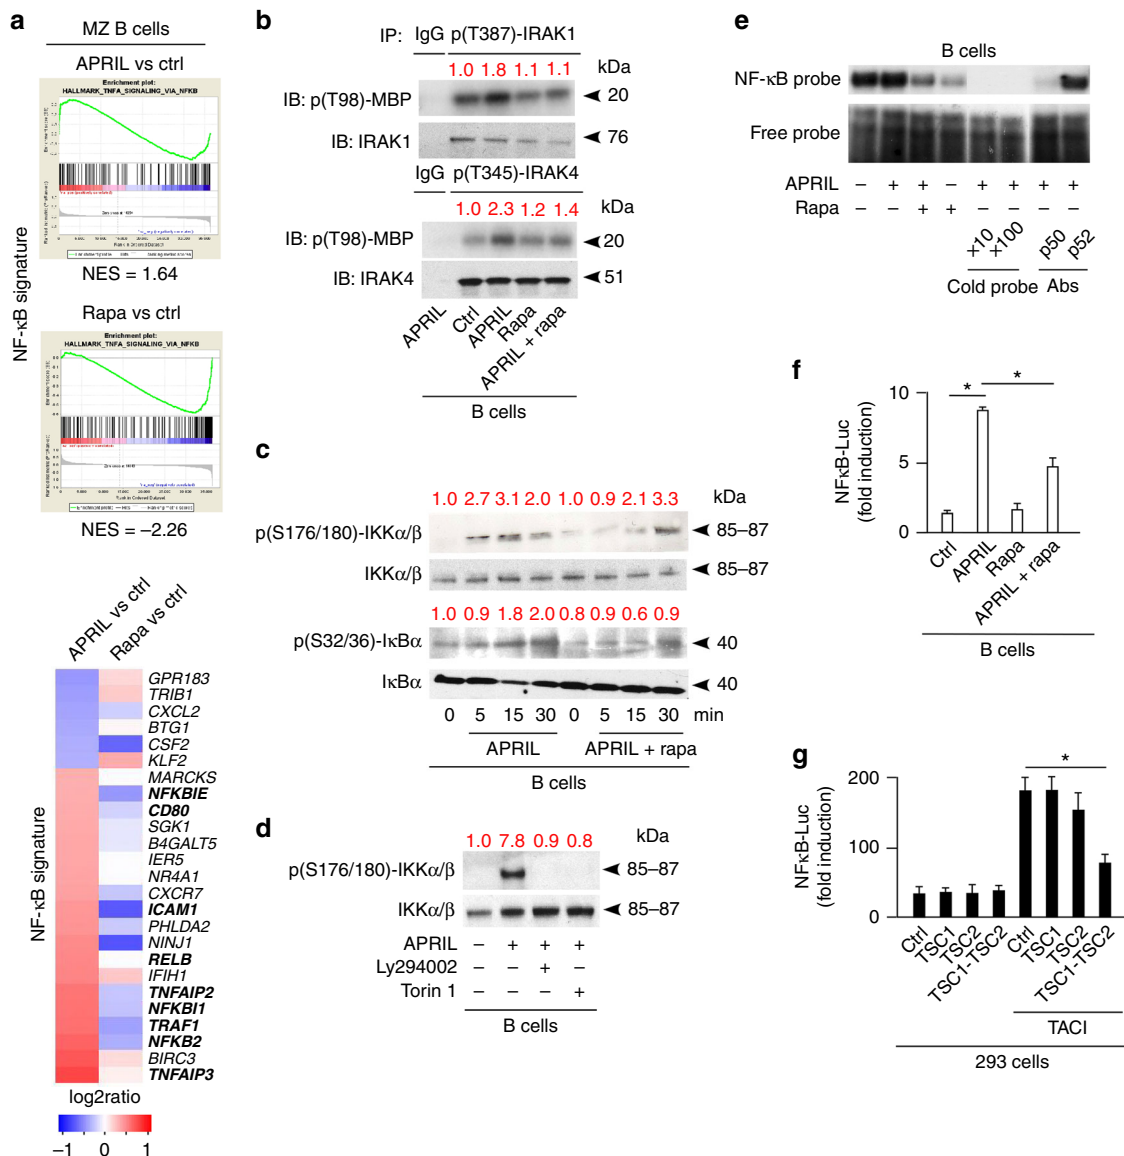 a
MZ B cells
APRIL vs ctrl
Enrichment plot:
HALLMARK_TNFA_SIGNALING_VIA_NFKB
NES = 1.64
Rapa vs ctrl
Enrichment plot:
HALLMARK_TNFA_SIGNALING_VIA_NFKB
NES = –2.26
NF-κB signature
APRIL vs ctrl
Rapa vs ctrl
GPR183
TRIB1
CXCL2
BTG1
CSF2
KLF2
MARCKS
NFKBIE
CD80
SGK1
B4GALT5
IER5
NR4A1
CXCR7
ICAM1
PHLDA2
NINJ1
RELB
IFIH1
TNFAIP2
NFKBI1
TRAF1
NFKB2
BIRC3
TNFAIP3
NF-κB signature
log2ratio
–1 0 1
b
IP: IgG p(T387)-IRAK1
1.0 1.8 1.1 1.1 kDa
IB: p(T98)-MBP 20
IB: IRAK1 76
IgG p(T345)-IRAK4
1.0 2.3 1.2 1.4 kDa
IB: p(T98)-MBP 20
IB: IRAK4 51
APRIL Ctrl APRIL Rapa APRIL + rapa
B cells
c
1.0 2.7 3.1 2.0 1.0 0.9 2.1 3.3 kDa
p(S176/180)-IKKα/β 85–87
IKKα/β 85–87
1.0 0.9 1.8 2.0 0.8 0.9 0.6 0.9
p(S32/36)-IκBα 40
IκBα 40
0 5 15 30 0 5 15 30 min
APRIL APRIL + rapa
B cells
d
1.0 7.8 0.9 0.8 kDa
p(S176/180)-IKKα/β 85–87
IKKα/β 85–87
APRIL – + + +
Ly294002 – – + –
Torin 1 – – – +
B cells
e
B cells
NF-κB probe
Free probe
APRIL – + + – + + + +
Rapa + +
x10 x100 p50 p52
Cold probe Abs
f
10
5
0
NFκB-Luc
(fold induction)
Ctrl APRIL Rapa APRIL + rapa
* *
B cells
g
200
100
0
NFκB-Luc
(fold induction)
*
Ctrl TSC1 TSC2 TSC1-TSC2 Ctrl TSC1 TSC2 TSC1-TSC2
TACI
293 cells